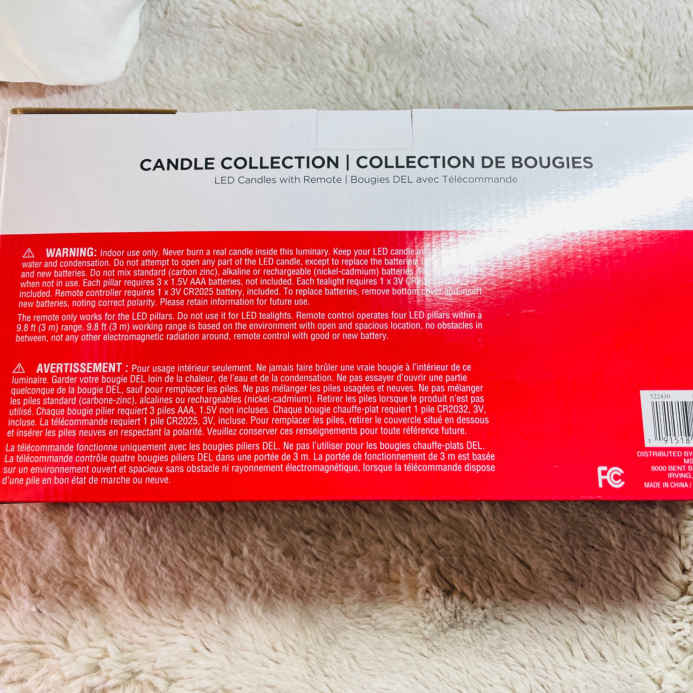 CANDLE COLLECTION | COLLECTION DE BOUGIES
LED Candles with Remote | Bougies DEL avec Télécommande
WARNING: Indoor use only. Never burn a real candle inside this luminary. Keep your LED candle
water and condensation. Do not attempt to open any part of the LED candle, except to replace the batteries.
and new batteries. Do not mix standard (carbon zinc), alkaline or rechargeable (nickel-cadmium) batteries.
when not in use. Each pillar requires 3 x 1.5V AAA batteries, not included. Each tealight requires 1 x 3V
included. Remote controller requires 1 x 3V CR2025 battery, included. To replace batteries, remove bottom cover and insert
new batteries, noting correct polarity. Please retain information for future use.
The remote only works for the LED pillars. Do not use it for LED tealights. Remote control operates four LED pillars within a
9.8 ft (3 m) range. 9.8 ft (3 m) working range is based on the environment with open and spacious location, no obstacles in
between, not any other electromagnetic radiation around, remote control with good or new battery.
AVERTISSEMENT : Pour usage intérieur seulement. Ne jamais faire brûler une vraie bougie à l'intérieur de ce
luminaire. Garder votre bougie DEL loin de la chaleur, de l'eau et de la condensation. Ne pas essayer d'ouvrir une partie
quelconque de la bougie DEL, sauf pour remplacer les piles. Ne pas mélanger les piles usagées et neuves. Ne pas mélanger
les piles standard (carbone-zinc), alcalines ou rechargeables (nickel-cadmium). Retirer les piles lorsque le produit n'est pas
utilisé. Chaque bougie pilier requiert 3 piles AAA, 1.5V non incluses. Chaque bougie chauffe-plat requiert 1 pile CR2032, 3V,
incluse. La télécommande requiert 1 pile CR2025, 3V, incluse. Pour remplacer les piles, retirer le couvercle situé en dessous
et insérer les piles neuves en respectant la polarité. Veuillez conserver ces renseignements pour toute référence future.
La télécommande fonctionne uniquement avec les bougies piliers DEL. Ne pas l'utiliser pour les bougies chauffe-plats DEL.
La télécommande contrôle quatre bougies piliers DEL dans une portée de 3 m. La portée de fonctionnement de 3 m est basée
sur un environnement ouvert et spacieux sans obstacle ni rayonnement électromagnétique, lorsque la télécommande dispose
d'une pile en bon état de marche ou neuve.
522430
1 91518
DISTRIBUTED BY
MS
8000 BENT B
IRVING,
MADE IN CHINA /
FC